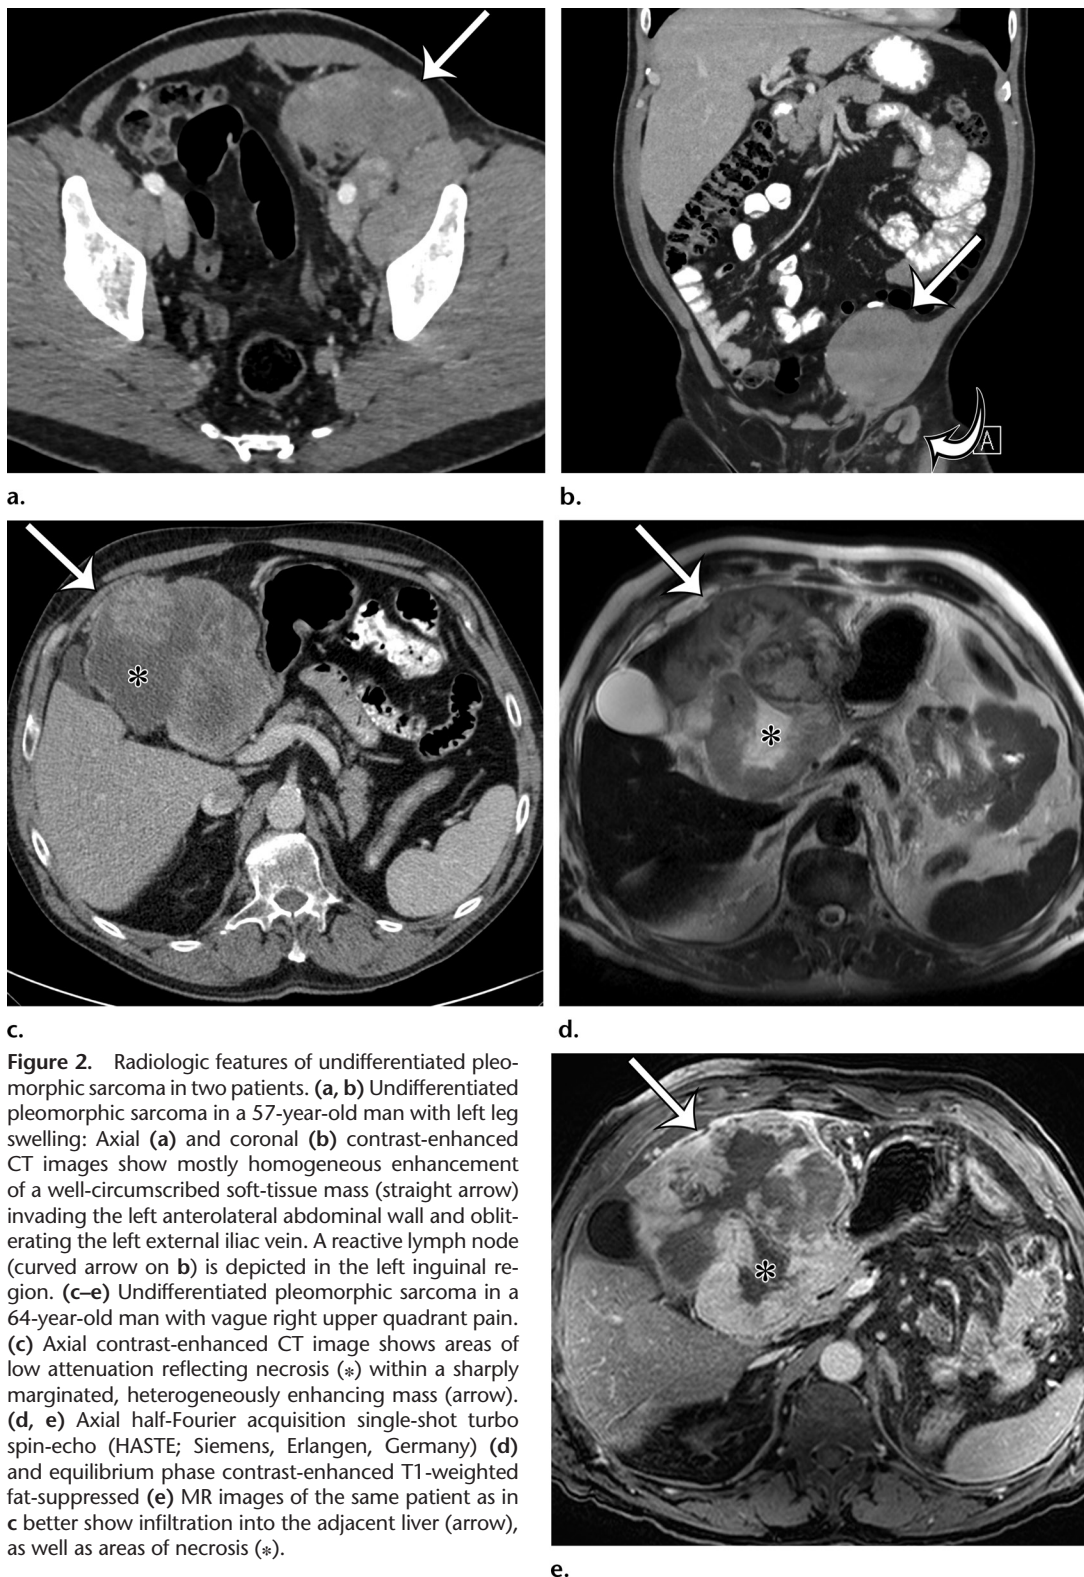 A
a.
b.
*
*
c.
d.
Figure 2. Radiologic features of undifferentiated pleo-
morphic sarcoma in two patients. (a, b) Undifferentiated
pleomorphic sarcoma in a 57-year-old man with left leg
swelling: Axial (a) and coronal (b) contrast-enhanced
CT images show mostly homogeneous enhancement
of a well-circumscribed soft-tissue mass (straight arrow)
invading the left anterolateral abdominal wall and oblit-
erating the left external iliac vein. A reactive lymph node
(curved arrow on b) is depicted in the left inguinal re-
gion. (c–e) Undifferentiated pleomorphic sarcoma in a
64-year-old man with vague right upper quadrant pain.
(c) Axial contrast-enhanced CT image shows areas of
low attenuation reflecting necrosis (*) within a sharply
marginated, heterogeneously enhancing mass (arrow).
(d, e) Axial half-Fourier acquisition single-shot turbo
spin-echo (HASTE; Siemens, Erlangen, Germany) (d)
and equilibrium phase contrast-enhanced T1-weighted
fat-suppressed (e) MR images of the same patient as in
c better show infiltration into the adjacent liver (arrow),
as well as areas of necrosis (*).
*
e.